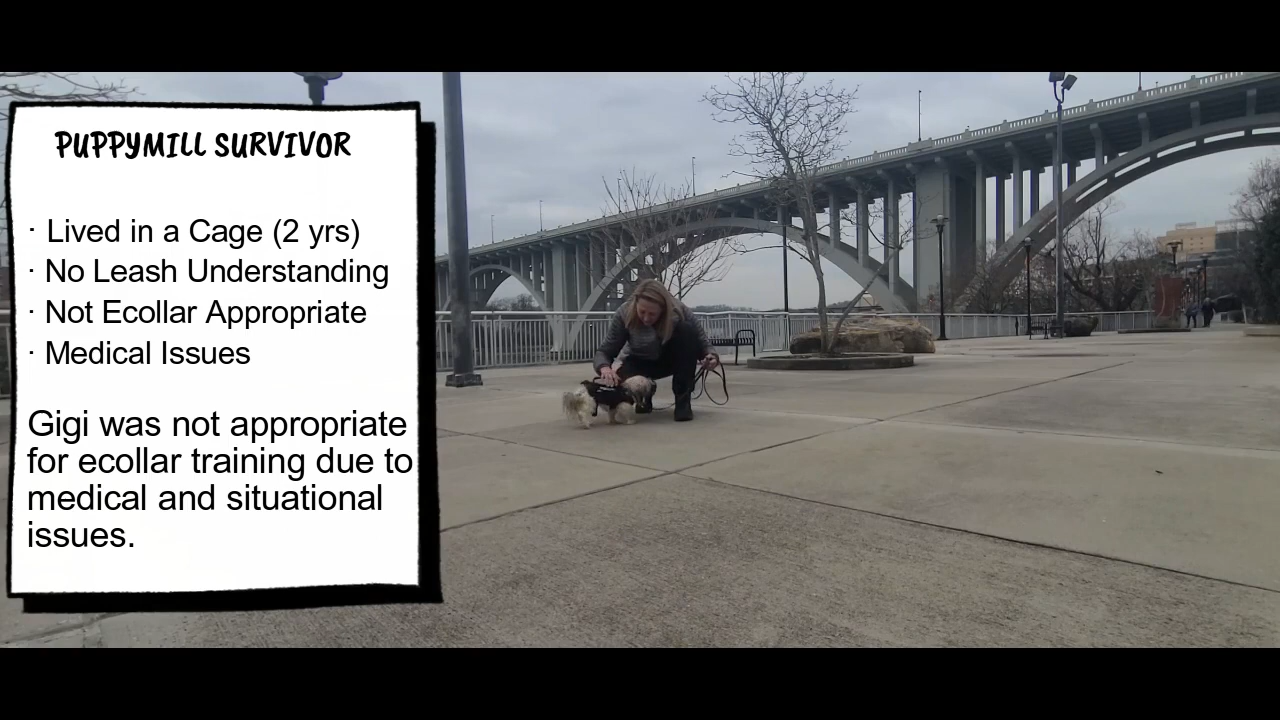 PUPPYMILL SURVIVOR
· Lived in a Cage (2 yrs)
· No Leash Understanding
· Not Ecollar Appropriate
· Medical Issues
Gigi was not appropriate
for ecollar training due to
medical and situational
issues.